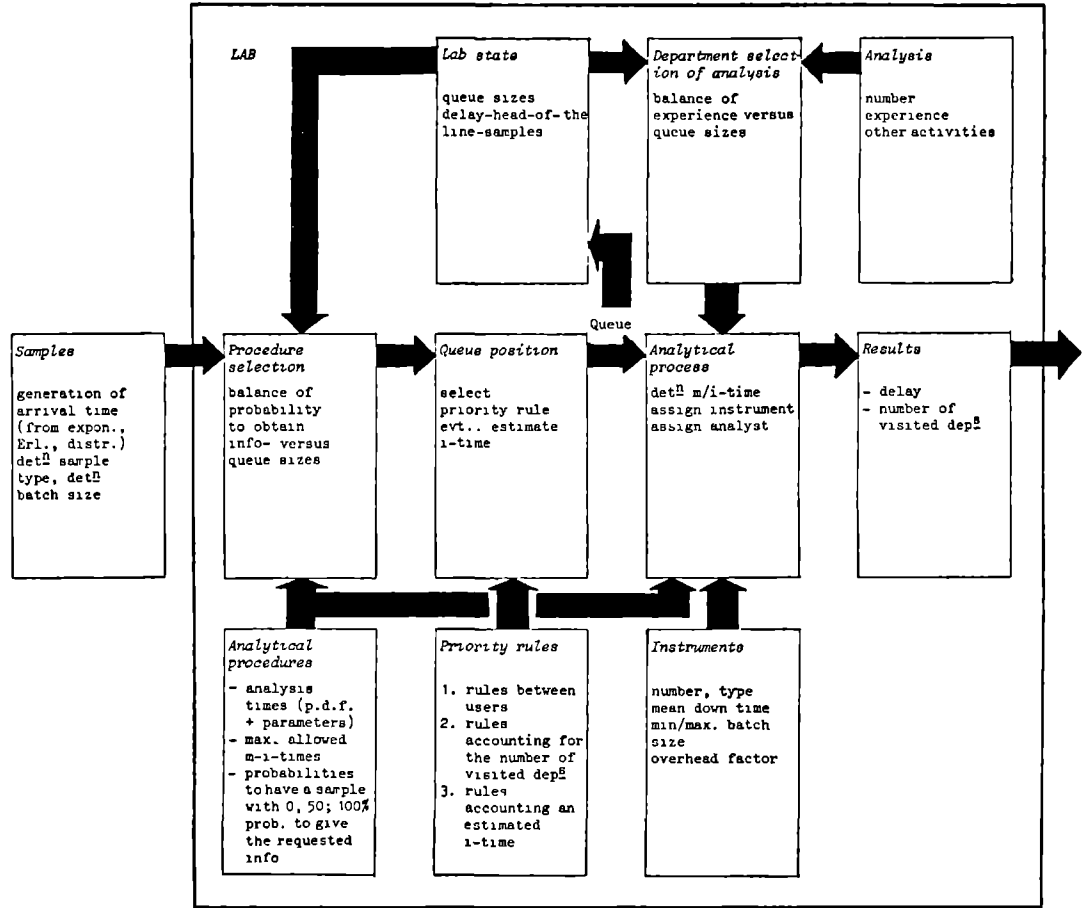 LAB
Lab state
queue sizes
delay-head-of-the
line-samples
Department select-
ion of analysis
balance of
experience versus
queue sizes
Analysis
number
experience
other activities
Queue
Samples
generation of
arrival time
(from expon.,
Erl., distr.)
detⁿ sample
type, detⁿ
batch size
Procedure
selection
balance of
probability
to obtain
info- versus
queue sizes
Queue position
select
priority rule
evt.. estimate
i-time
Analytical
process
detⁿ m/i-time
assign instrument
assign analyst
Results
- delay
- number of
visited depˢ
Analytical
procedures
- analysis
times (p.d.f.
+ parameters)
- max. allowed
m-i-times
- probabilities
to have a sample
with 0, 50; 100%
prob. to give
the requested
info
Priority rules
1. rules between
users
2. rules
accounting for
the number of
visited depˢ
3. rules
accounting an
estimated
i-time
Instruments
number, type
mean down time
min/max. batch
size
overhead factor